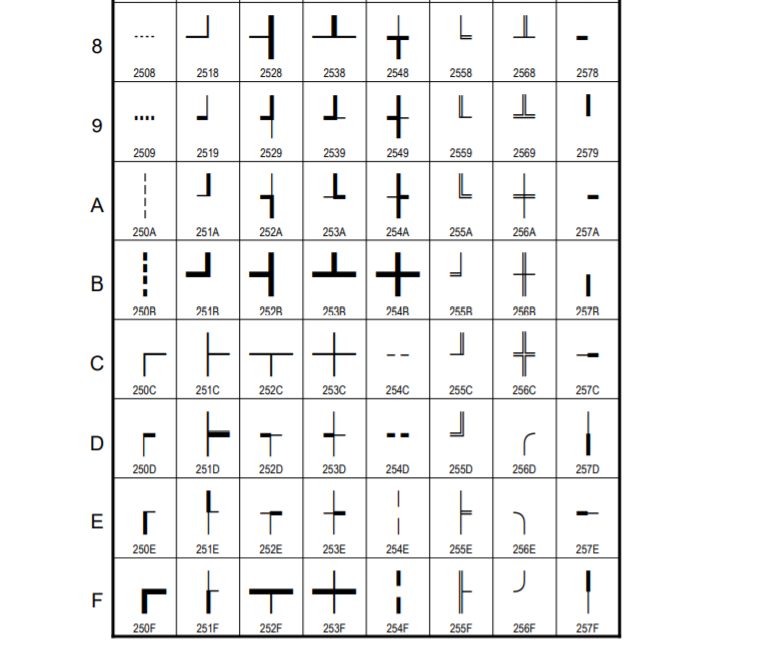 8 ┈ ┘ ┨ ┸ ╈ ╘ ╨ ╸
2508 2518 2528 2538 2548 2558 2568 2578
9 ┉ ┙ ┩ ┹ ╉ ╙ ╩ ╹
2509 2519 2529 2539 2549 2559 2569 2579
A ┊ ┚ ┪ ┺ ╊ ╚ ╪ ╺
250A 251A 252A 253A 254A 255A 256A 257A
B ┋ ┛ ┫ ┻ ╋ ╛ ╫ ╻
250B 251B 252B 253B 254B 255B 256B 257B
C ┌ ├ ┬ ┼ ╌ ╜ ╬ ╼
250C 251C 252C 253C 254C 255C 256C 257C
D ┍ ┝ ┭ ┽ ╍ ╝ ╭ ╽
250D 251D 252D 253D 254D 255D 256D 257D
E ┎ ┞ ┮ ┾ ╎ ╞ ╮ ╾
250E 251E 252E 253E 254E 255E 256E 257E
F ┏ ┟ ┯ ┿ ╏ ╟ ╯ ╿
250F 251F 252F 253F 254F 255F 256F 257F